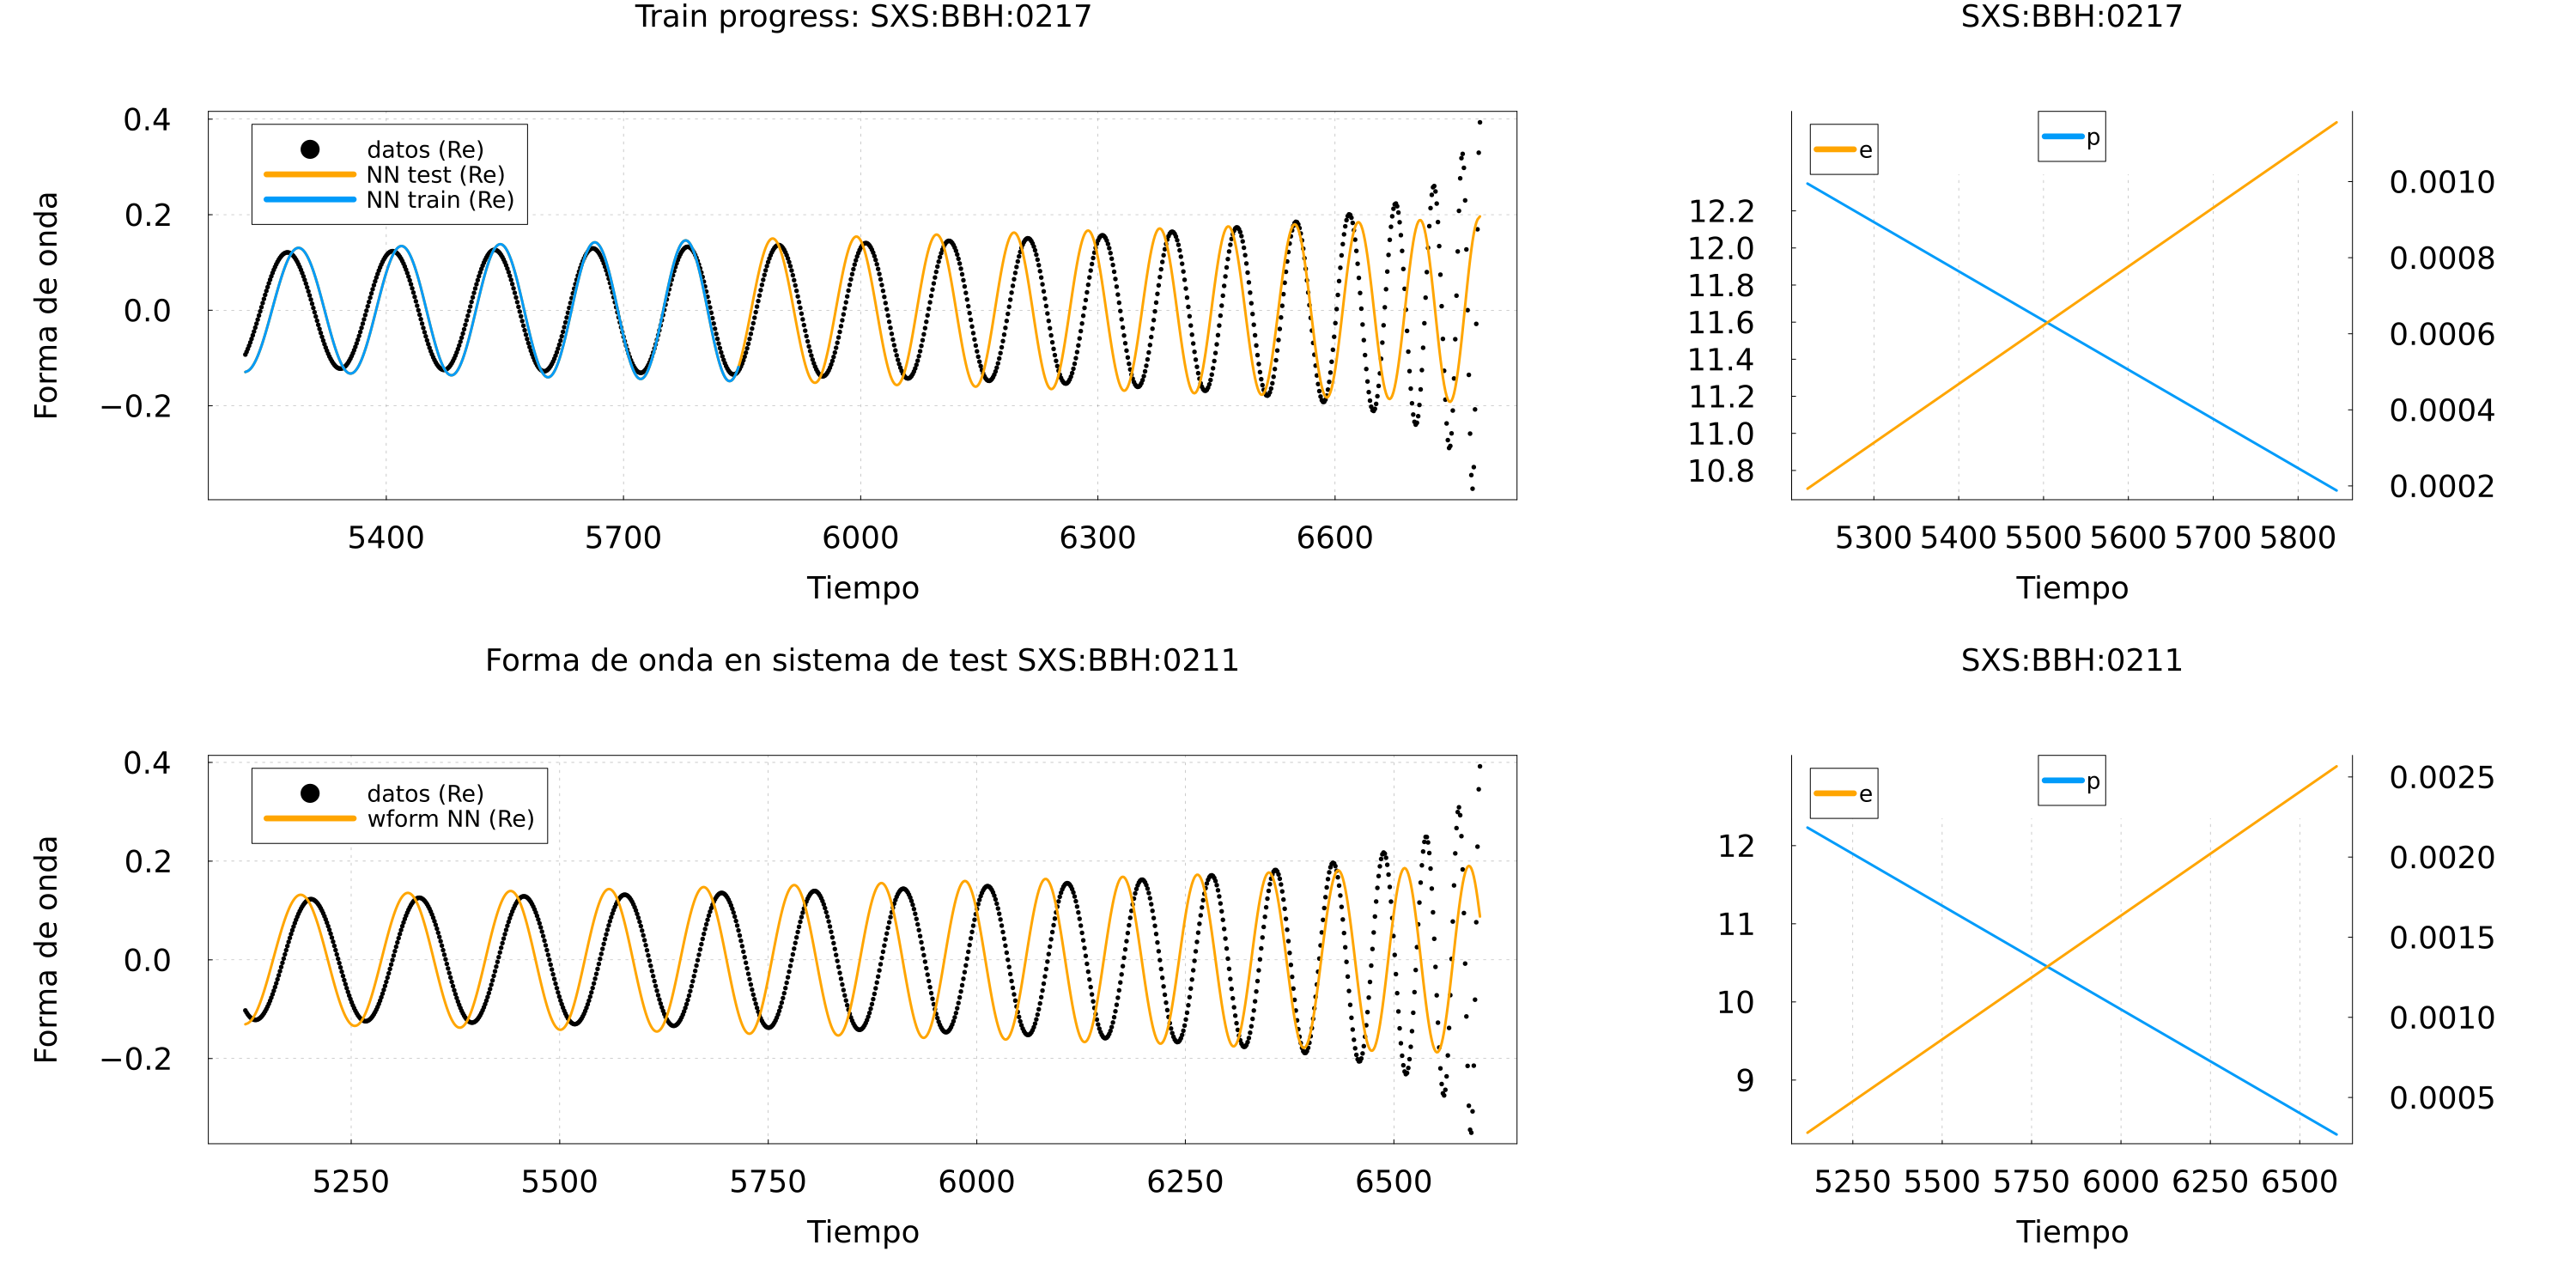 Train progress: SXS:BBH:0217
Forma de onda
0.4
0.2
0.0
−0.2
datos (Re)
NN test (Re)
NN train (Re)
5400 5700 6000 6300 6600
Tiempo
SXS:BBH:0217
e
p
12.2
12.0
11.8
11.6
11.4
11.2
11.0
10.8
0.0010
0.0008
0.0006
0.0004
0.0002
5300 5400 5500 5600 5700 5800
Tiempo
Forma de onda en sistema de test SXS:BBH:0211
Forma de onda
0.4
0.2
0.0
−0.2
datos (Re)
wform NN (Re)
5250 5500 5750 6000 6250 6500
Tiempo
SXS:BBH:0211
e
p
12
11
10
9
0.0025
0.0020
0.0015
0.0010
0.0005
5250 5500 5750 6000 6250 6500
Tiempo